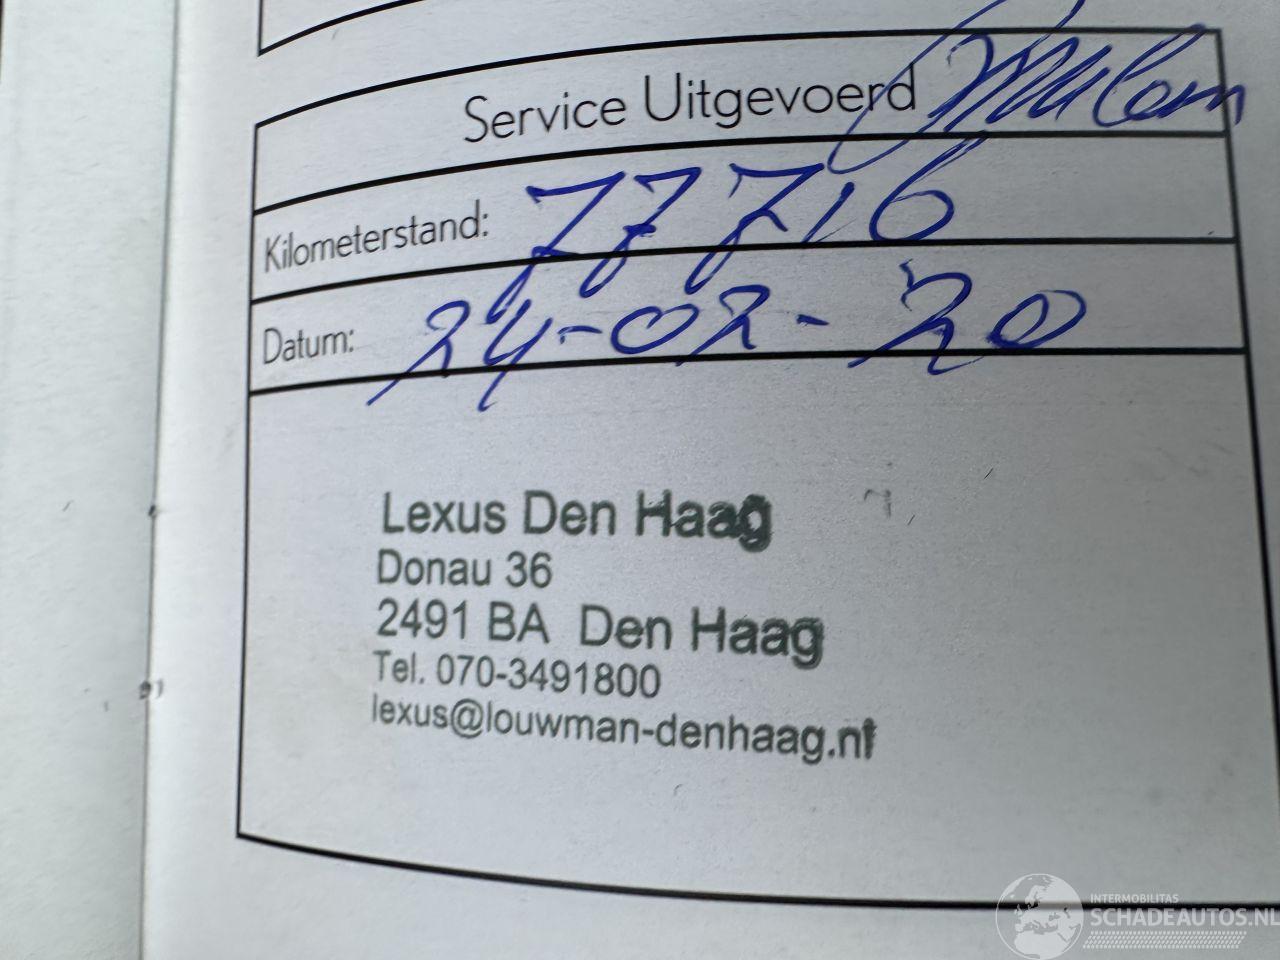 Service Uitgevoerd
Kilometerstand: 77716
Datum: 24-02-20
Lexus Den Haag
Donau 36
2491 BA Den Haag
Tel. 070-3491800
lexus@louwman-denhaag.nl
INTERMOBILITAS
SCHADEAUTOS.NL